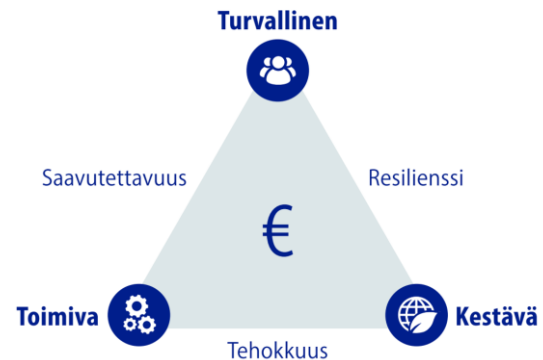 Turvallinen
Saavutettavuus
Resilienssi
€
Toimiva
Kestävä
Tehokkuus